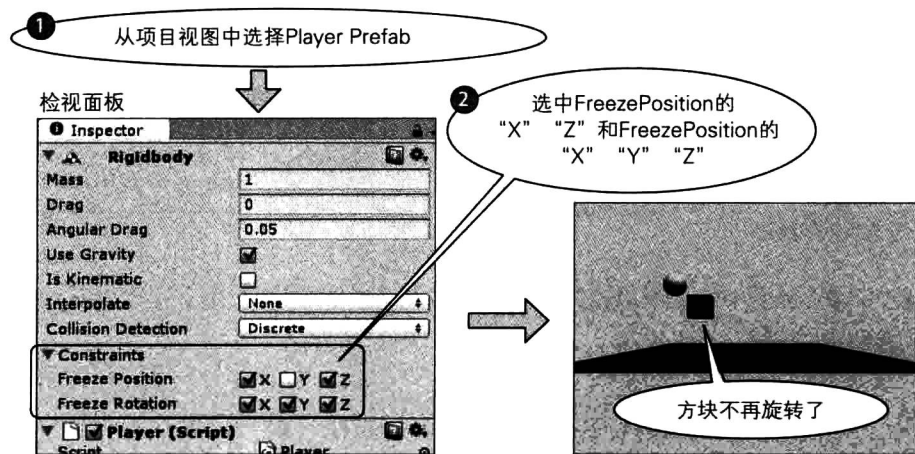 1
从项目视图中选择Player Prefab
2
选中FreezePosition的
“X” “Z” 和FreezePosition的
“X” “Y” “Z”
检视面板
Inspector
Rigidbody
Mass 1
Drag 0
Angular Drag 0.05
Use Gravity
Is Kinematic
Interpolate None
Collision Detection Discrete
Constraints
Freeze Position X Y Z
Freeze Rotation X Y Z
Player (Script)
Script Player
方块不再旋转了